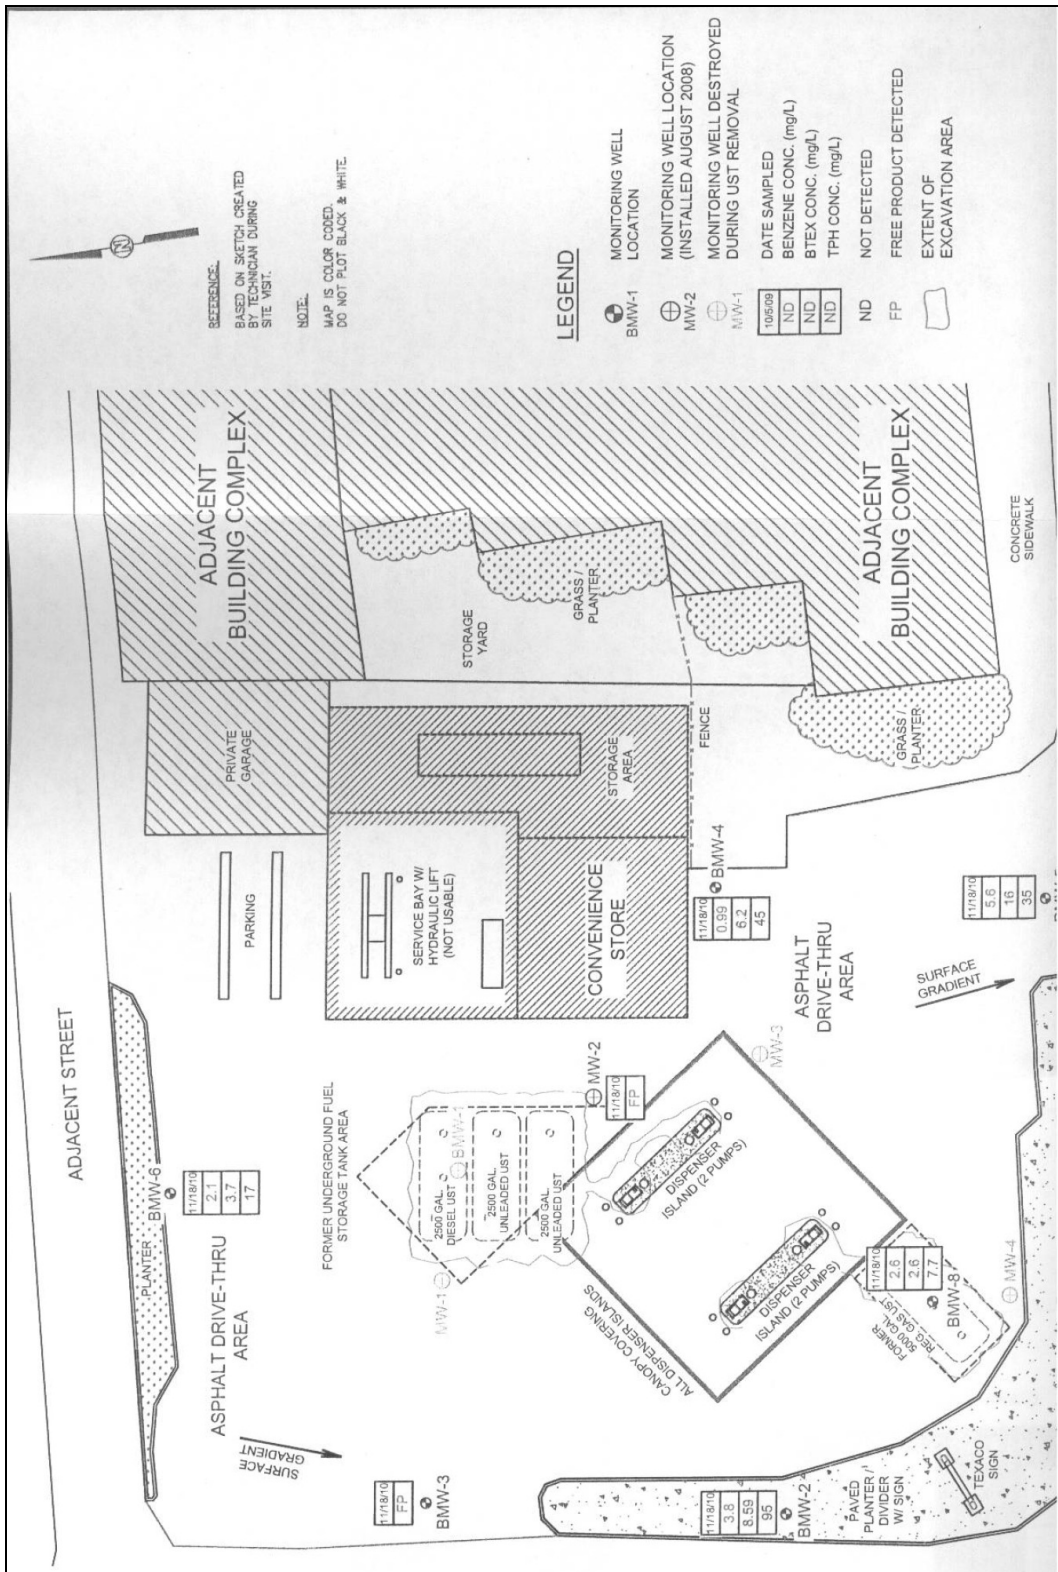 REFERENCE:
BASED ON SKETCH CREATED
BY TECHNICIAN DURING
SITE VISIT.
NOTE:
MAP IS COLOR CODED.
DO NOT PLOT BLACK & WHITE.
N
LEGEND
BMW-1
MONITORING WELL
LOCATION
MW-2
MONITORING WELL LOCATION
(INSTALLED AUGUST 2008)
MW-1
MONITORING WELL DESTROYED
DURING UST REMOVAL
10/5/09
DATE SAMPLED
ND
BENZENE CONC. (mg/L)
ND
BTEX CONC. (mg/L)
ND
TPH CONC. (mg/L)
ND
NOT DETECTED
FP
FREE PRODUCT DETECTED
EXTENT OF
EXCAVATION AREA
ADJACENT STREET
ADJACENT
BUILDING COMPLEX
ADJACENT
BUILDING COMPLEX
CONCRETE
SIDEWALK
STORAGE
YARD
GRASS /
PLANTER
GRASS /
PLANTER
PRIVATE
GARAGE
STORAGE
AREA
FENCE
PARKING
SERVICE BAY W/
HYDRAULIC LIFT
(NOT USABLE)
CONVENIENCE
STORE
BMW-4
11/18/10
0.99
6.2
45
ASPHALT
DRIVE-THRU
AREA
11/18/10
5.6
16
35
SURFACE
GRADIENT
PLANTER
BMW-6
11/18/10
2.1
3.7
17
FORMER UNDERGROUND FUEL
STORAGE TANK AREA
2500 GAL.
DIESEL UST
BMW-1
2500 GAL.
UNLEADED UST
2500 GAL.
UNLEADED UST
MW-2
11/18/10
FP
MW-1
MW-3
DISPENSER
ISLAND (2 PUMPS)
DISPENSER
ISLAND (2 PUMPS)
CANOPY COVERING
ALL DISPENSER ISLANDS
11/18/10
2.6
2.6
7.7
BMW-8
FORMER
5000 GAL
REG GAS UST
MW-4
ASPHALT DRIVE-THRU
AREA
SURFACE
GRADIENT
11/18/10
FP
BMW-3
11/18/10
3.8
8.59
95
BMW-2
PAVED
PLANTER /
DIVIDER
W/ SIGN
TEXACO
SIGN